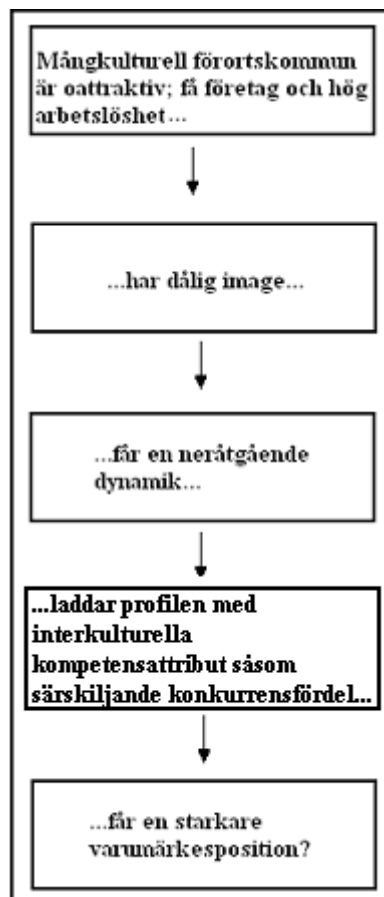 Mångkulturell förortskommun
är oattraktiv; få företag och hög
arbetslöshet...
...har dålig image...
...får en neråtgående
dynamik...
...laddar profilen med
interkulturella
kompetensattribut såsom
särskiljande konkurrensfördel...
...får en starkare
varumärkesposition?